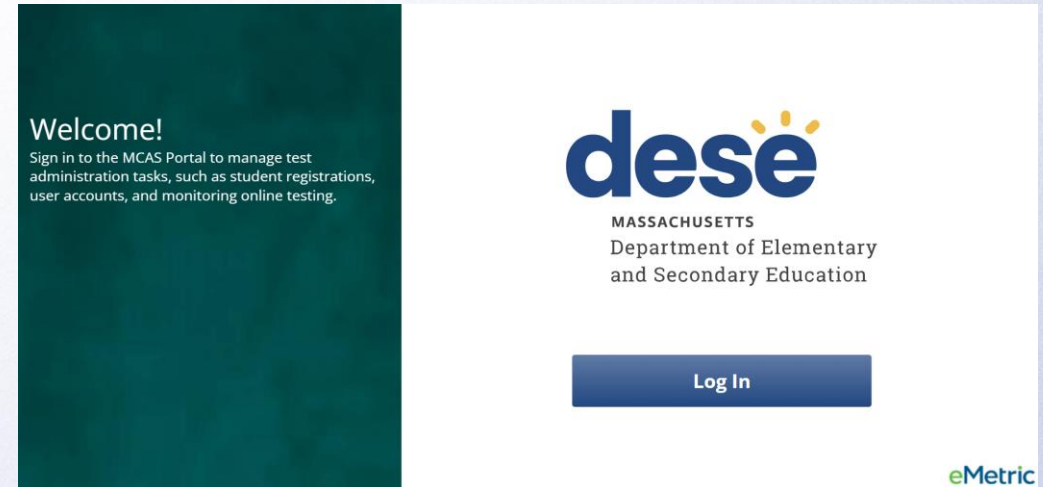 Welcome!
Sign in to the MCAS Portal to manage test
administration tasks, such as student registrations,
user accounts, and monitoring online testing.
dese
MASSACHUSETTS
Department of Elementary
and Secondary Education
Log In
eMetric